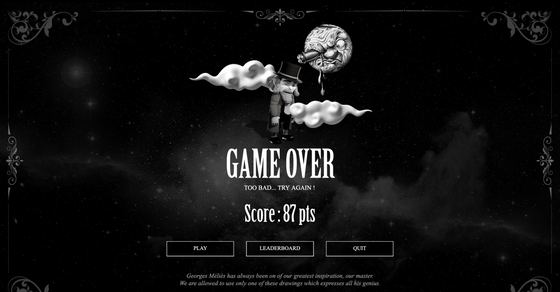 GAME OVER
TOO BAD... TRY AGAIN !
Score : 87 pts
PLAY
LEADERBOARD
QUIT
Georges Méliès has always been on of our greatest inspiration, our master.
We are allowed to use only one of these drawings which expresses all his genius.